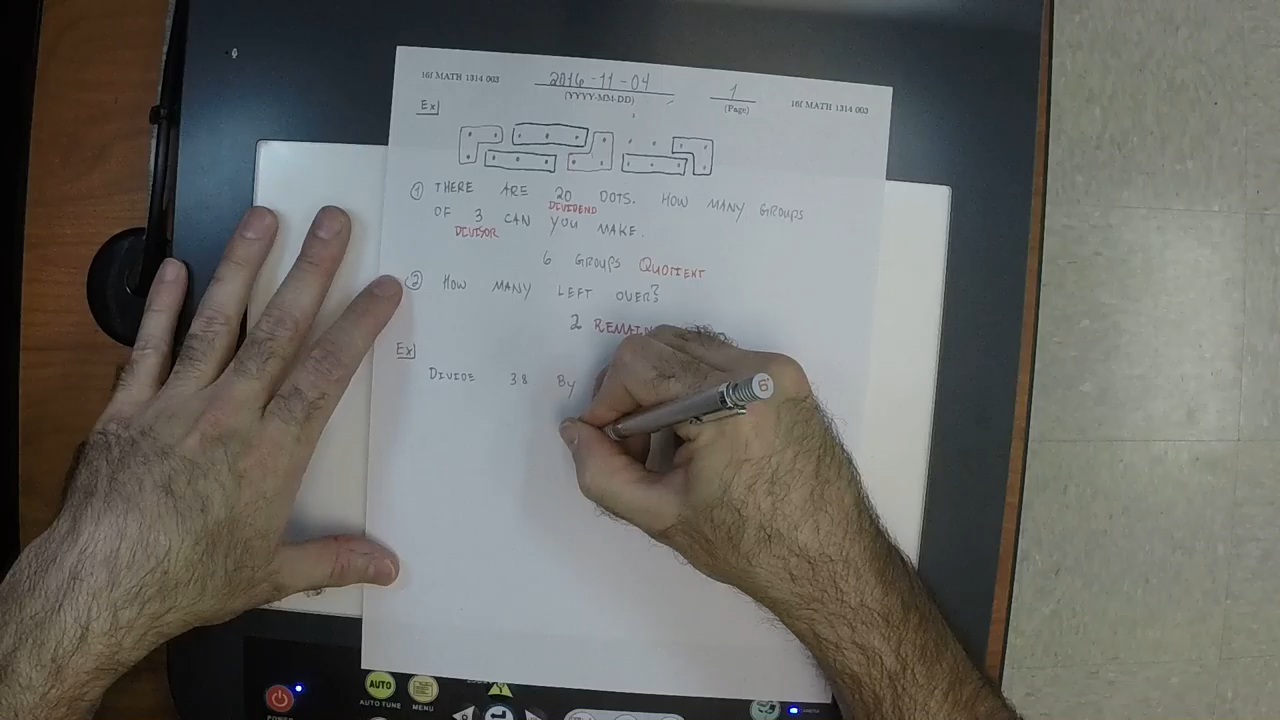 16f MATH 1314 003 2016-11-04 1 16f MATH 1314 003
(YYYY-MM-DD) (Page)
Ex)
① THERE ARE 20 DOTS. HOW MANY GROUPS
DIVIDEND
OF 3 CAN YOU MAKE.
DIVISOR
6 GROUPS QUOTIENT
② HOW MANY LEFT OVER?
2 REMAIN
Ex)
DIVIDE 38 By
AUTO
AUTO TUNE MENU
POWER